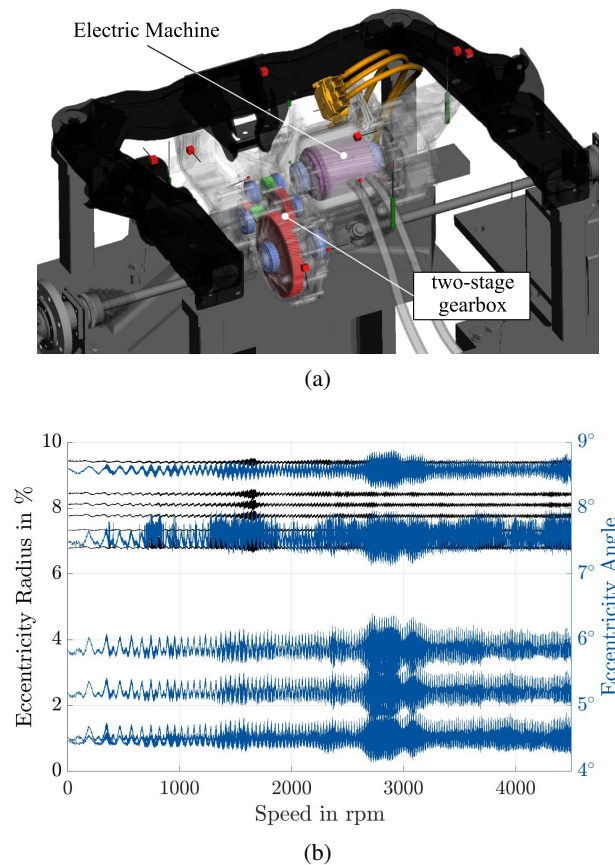 Electric Machine
two-stage
gearbox
(a)
Eccentricity Radius in %
10
8
6
4
2
0
0 1000 2000 3000 4000
Speed in rpm
9°
8°
7°
6°
5°
4°
Eccentricity Angle
(b)